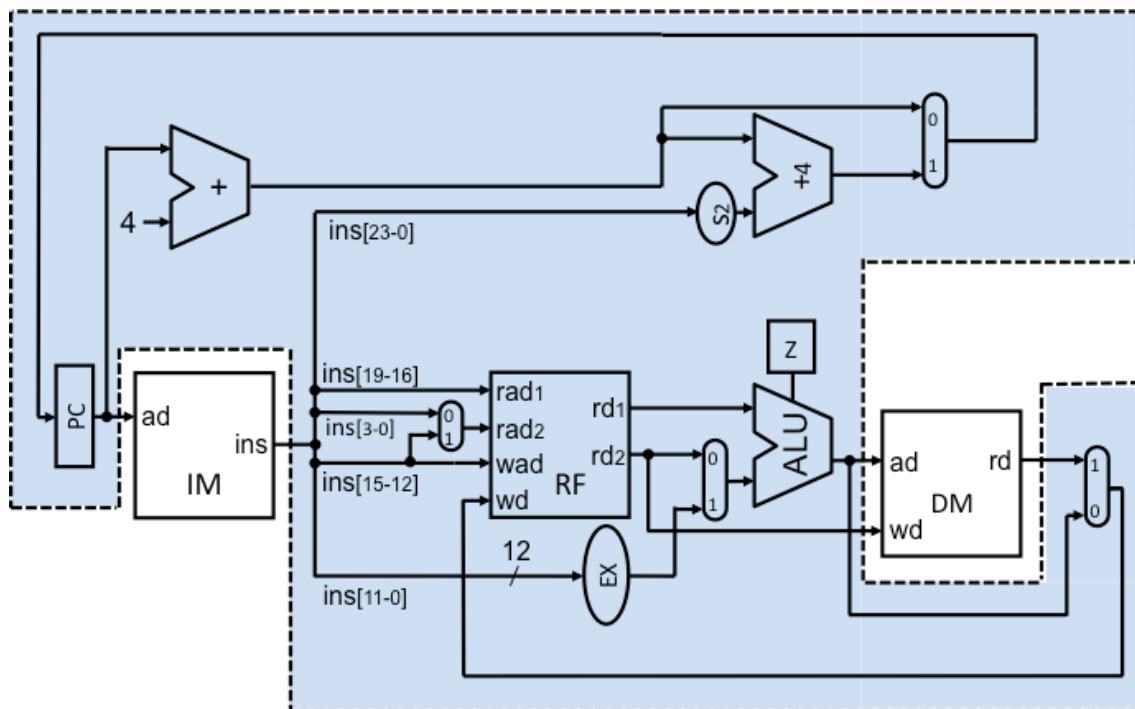 0
1
+
+4
4
S2
ins[23-0]
Z
PC
ad
ins
IM
ins[19-16]
ins[3-0]
ins[15-12]
0
1
rad1
rad2
wad
wd
rd1
rd2
RF
0
1
ALU
ad
rd
wd
DM
1
0
12
EX
ins[11-0]